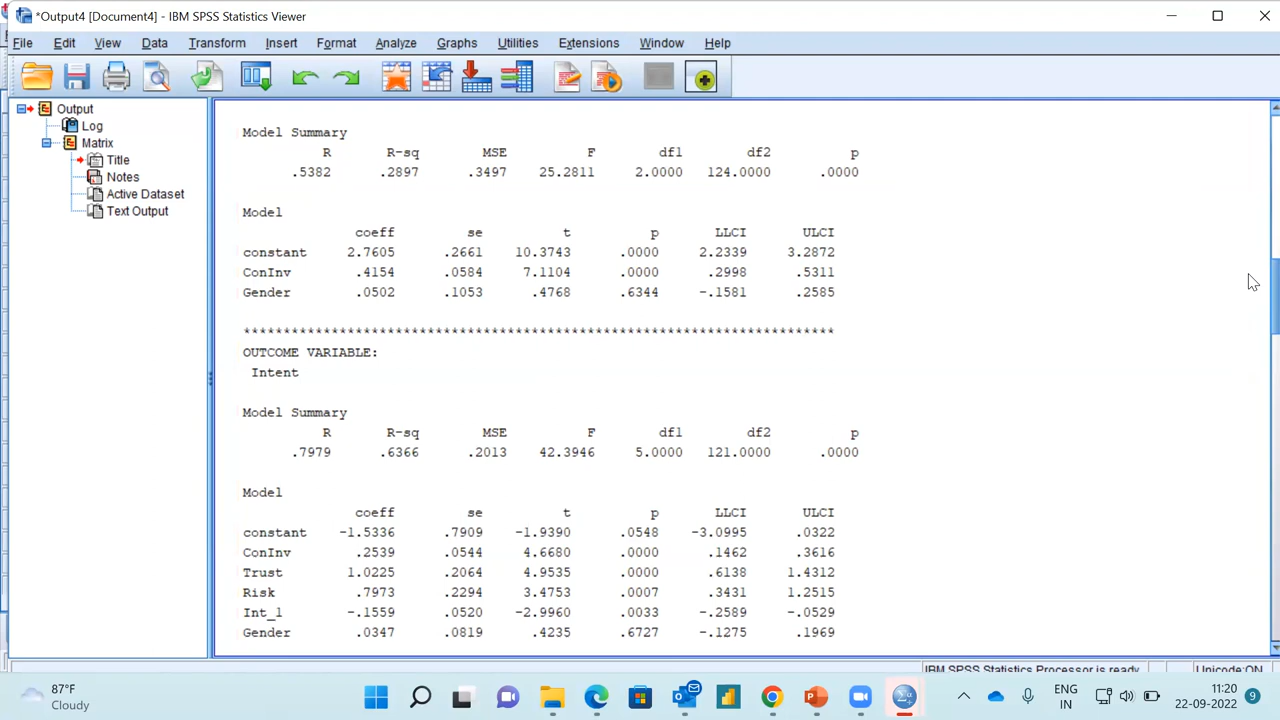 *Output4 [Document4] - IBM SPSS Statistics Viewer
File Edit View Data Transform Insert Format Analyze Graphs Utilities Extensions Window Help
Output
Log
Matrix
Title
Notes
Active Dataset
Text Output
Model Summary
R R-sq MSE F df1 df2 p
.5382 .2897 .3497 25.2811 2.0000 124.0000 .0000
Model
coeff se t p LLCI ULCI
constant 2.7605 .2661 10.3743 .0000 2.2339 3.2872
ConInv .4154 .0584 7.1104 .0000 .2998 .5311
Gender .0502 .1053 .4768 .6344 -.1581 .2585
**************************************************************************
OUTCOME VARIABLE:
Intent
Model Summary
R R-sq MSE F df1 df2 p
.7979 .6366 .2013 42.3946 5.0000 121.0000 .0000
Model
coeff se t p LLCI ULCI
constant -1.5336 .7909 -1.9390 .0548 -3.0995 .0322
ConInv .2539 .0544 4.6680 .0000 .1462 .3616
Trust 1.0225 .2064 4.9535 .0000 .6138 1.4312
Risk .7973 .2294 3.4753 .0007 .3431 1.2515
Int_1 -.1559 .0520 -2.9960 .0033 -.2589 -.0529
Gender .0347 .0819 .4235 .6727 -.1275 .1969
IBM SPSS Statistics Processor is ready Unicode:ON
87°F
Cloudy
ENG
IN
11:20
22-09-2022
9